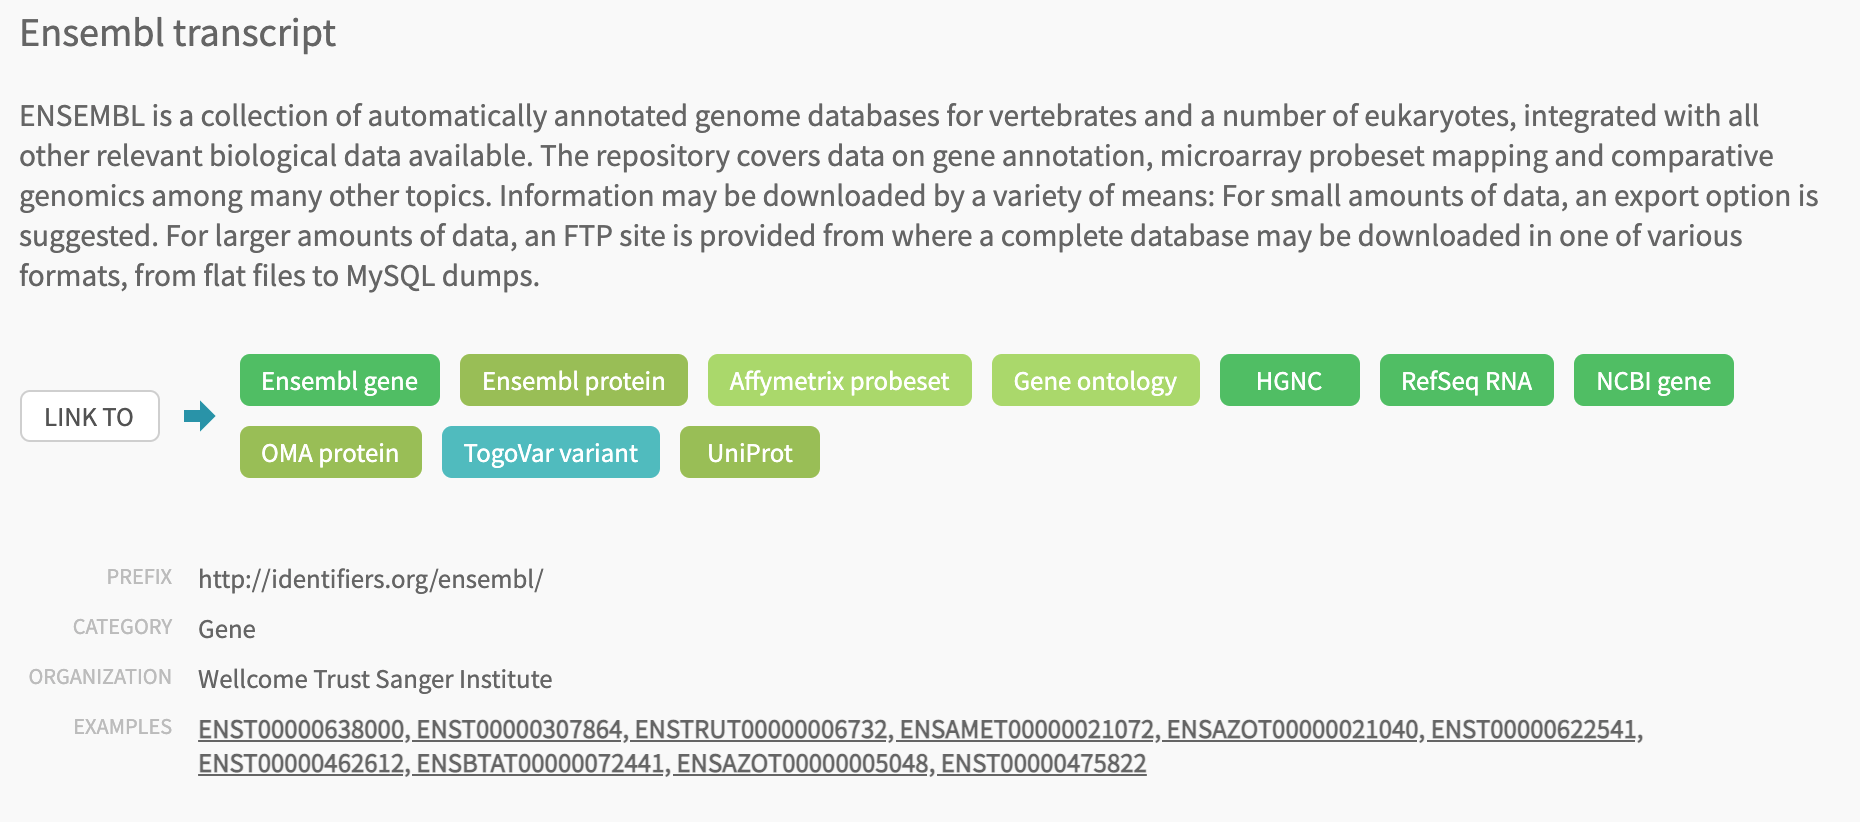 Ensembl transcript
ENSEMBL is a collection of automatically annotated genome databases for vertebrates and a number of eukaryotes, integrated with all
other relevant biological data available. The repository covers data on gene annotation, microarray probeset mapping and comparative
genomics among many other topics. Information may be downloaded by a variety of means: For small amounts of data, an export option is
suggested. For larger amounts of data, an FTP site is provided from where a complete database may be downloaded in one of various
formats, from flat files to MySQL dumps.
LINK TO
Ensembl gene Ensembl protein Affymetrix probeset Gene ontology HGNC RefSeq RNA NCBI gene
OMA protein TogoVar variant UniProt
PREFIX http://identifiers.org/ensembl/
CATEGORY Gene
ORGANIZATION Wellcome Trust Sanger Institute
EXAMPLES ENST00000638000, ENST00000307864, ENSTRUT00000006732, ENSAMET00000021072, ENSAZOT00000021040, ENST00000622541,
ENST00000462612, ENSBTAT00000072441, ENSAZOT00000005048, ENST00000475822